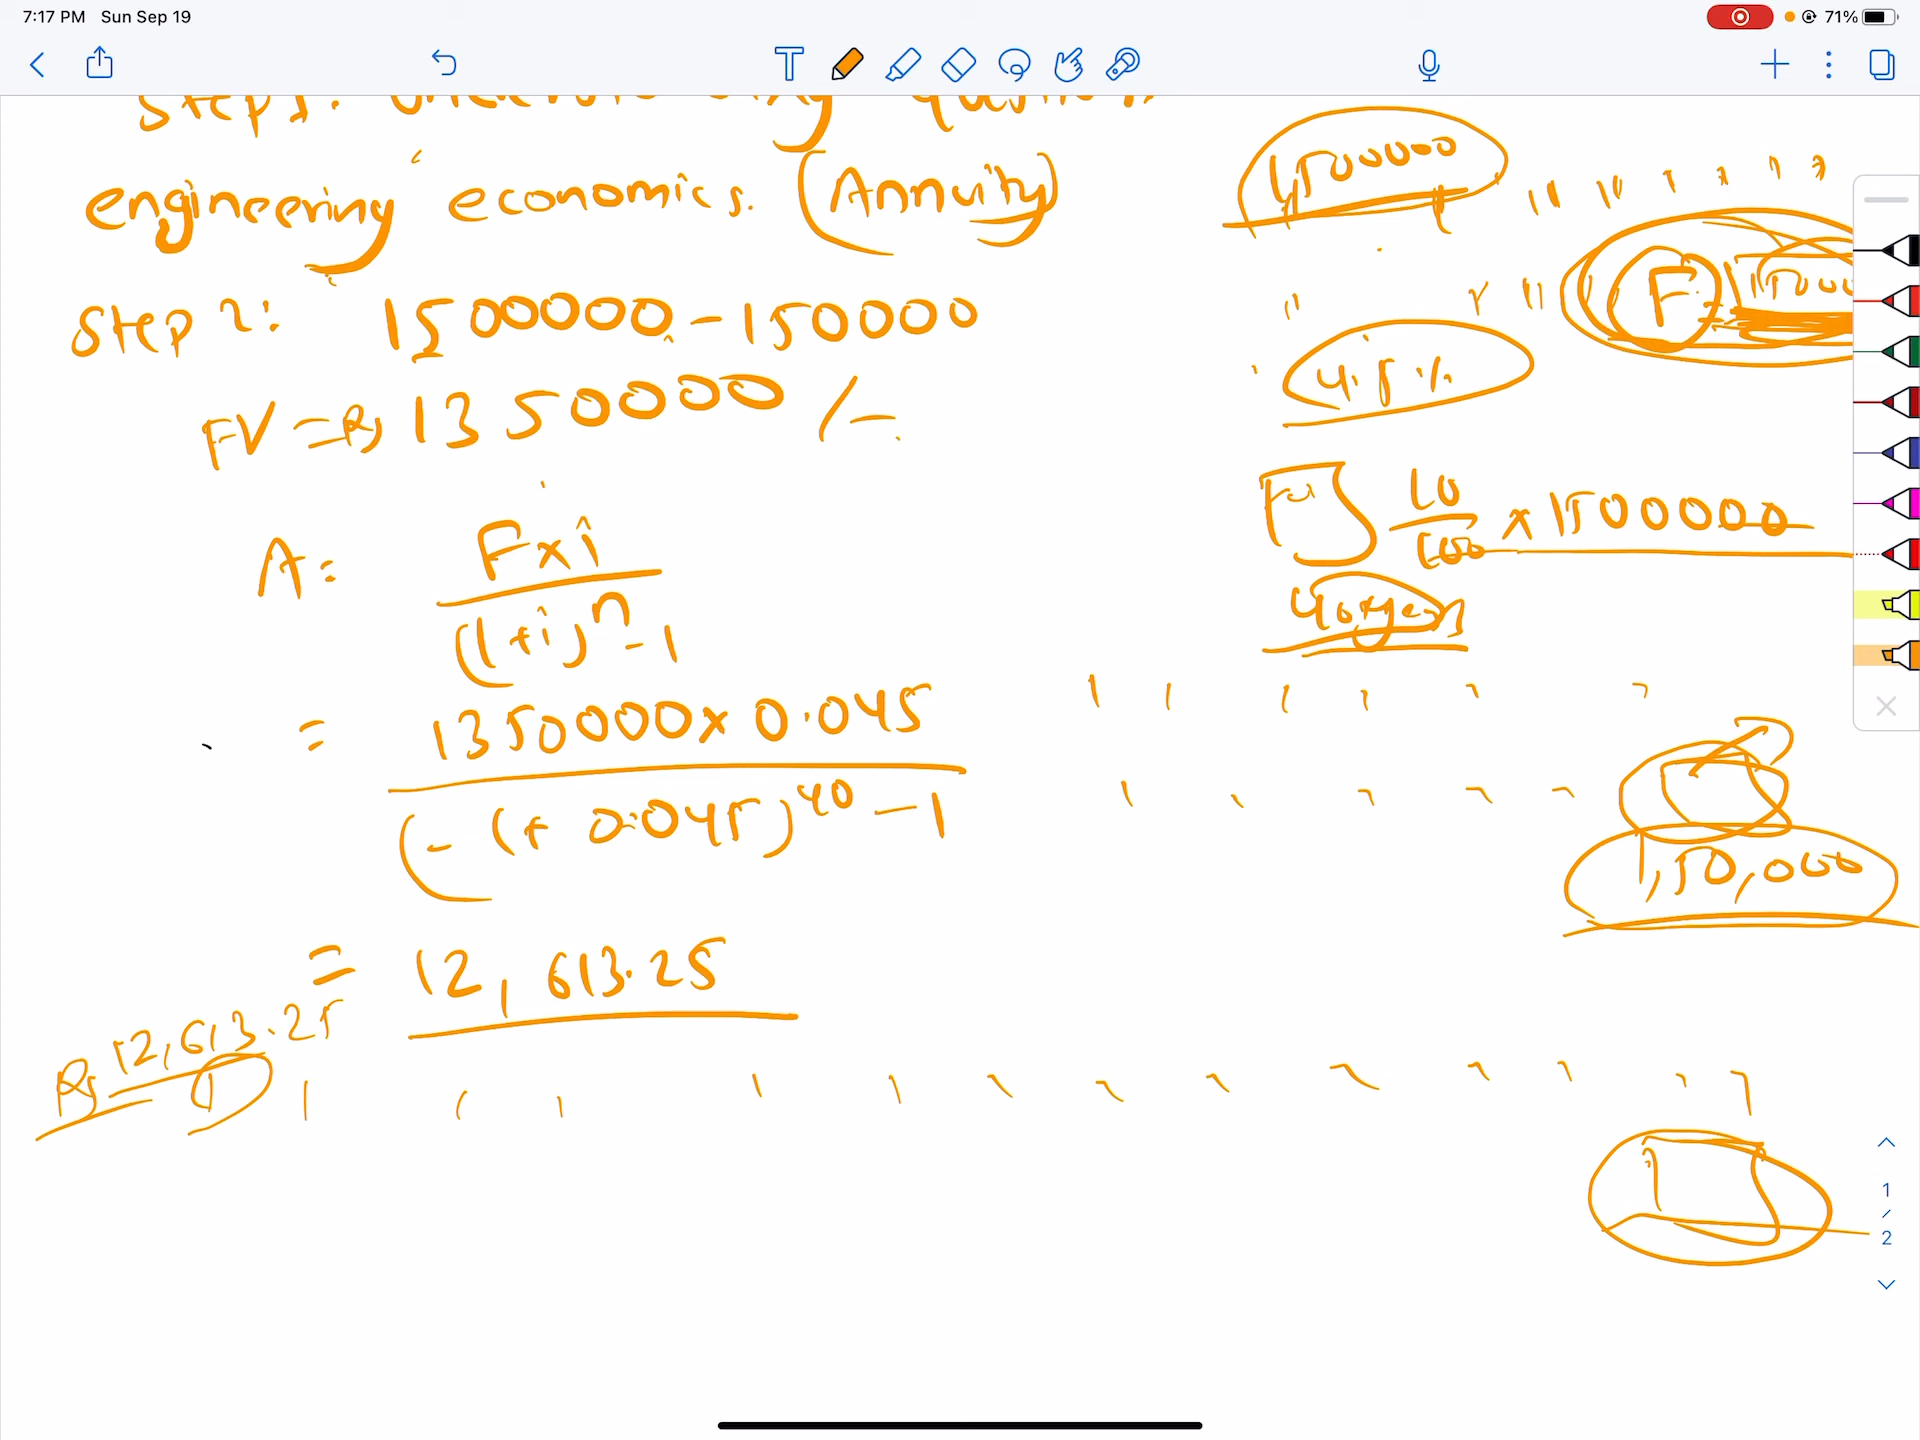 7:17 PM Sun Sep 19
71%
engineering economics. (Annuity)
1500000
Step 2: 1500000 - 150000
F
4.5 %
FV = Rs 1350000 /-
10/100 x 1500000
A = F x i / (1+i)^n - 1
40 years
= 1350000 x 0.045
(- (+ 0.045)^40 - 1
1,50,000
= 12,613.25
Rs 12,613.25
1
/
2